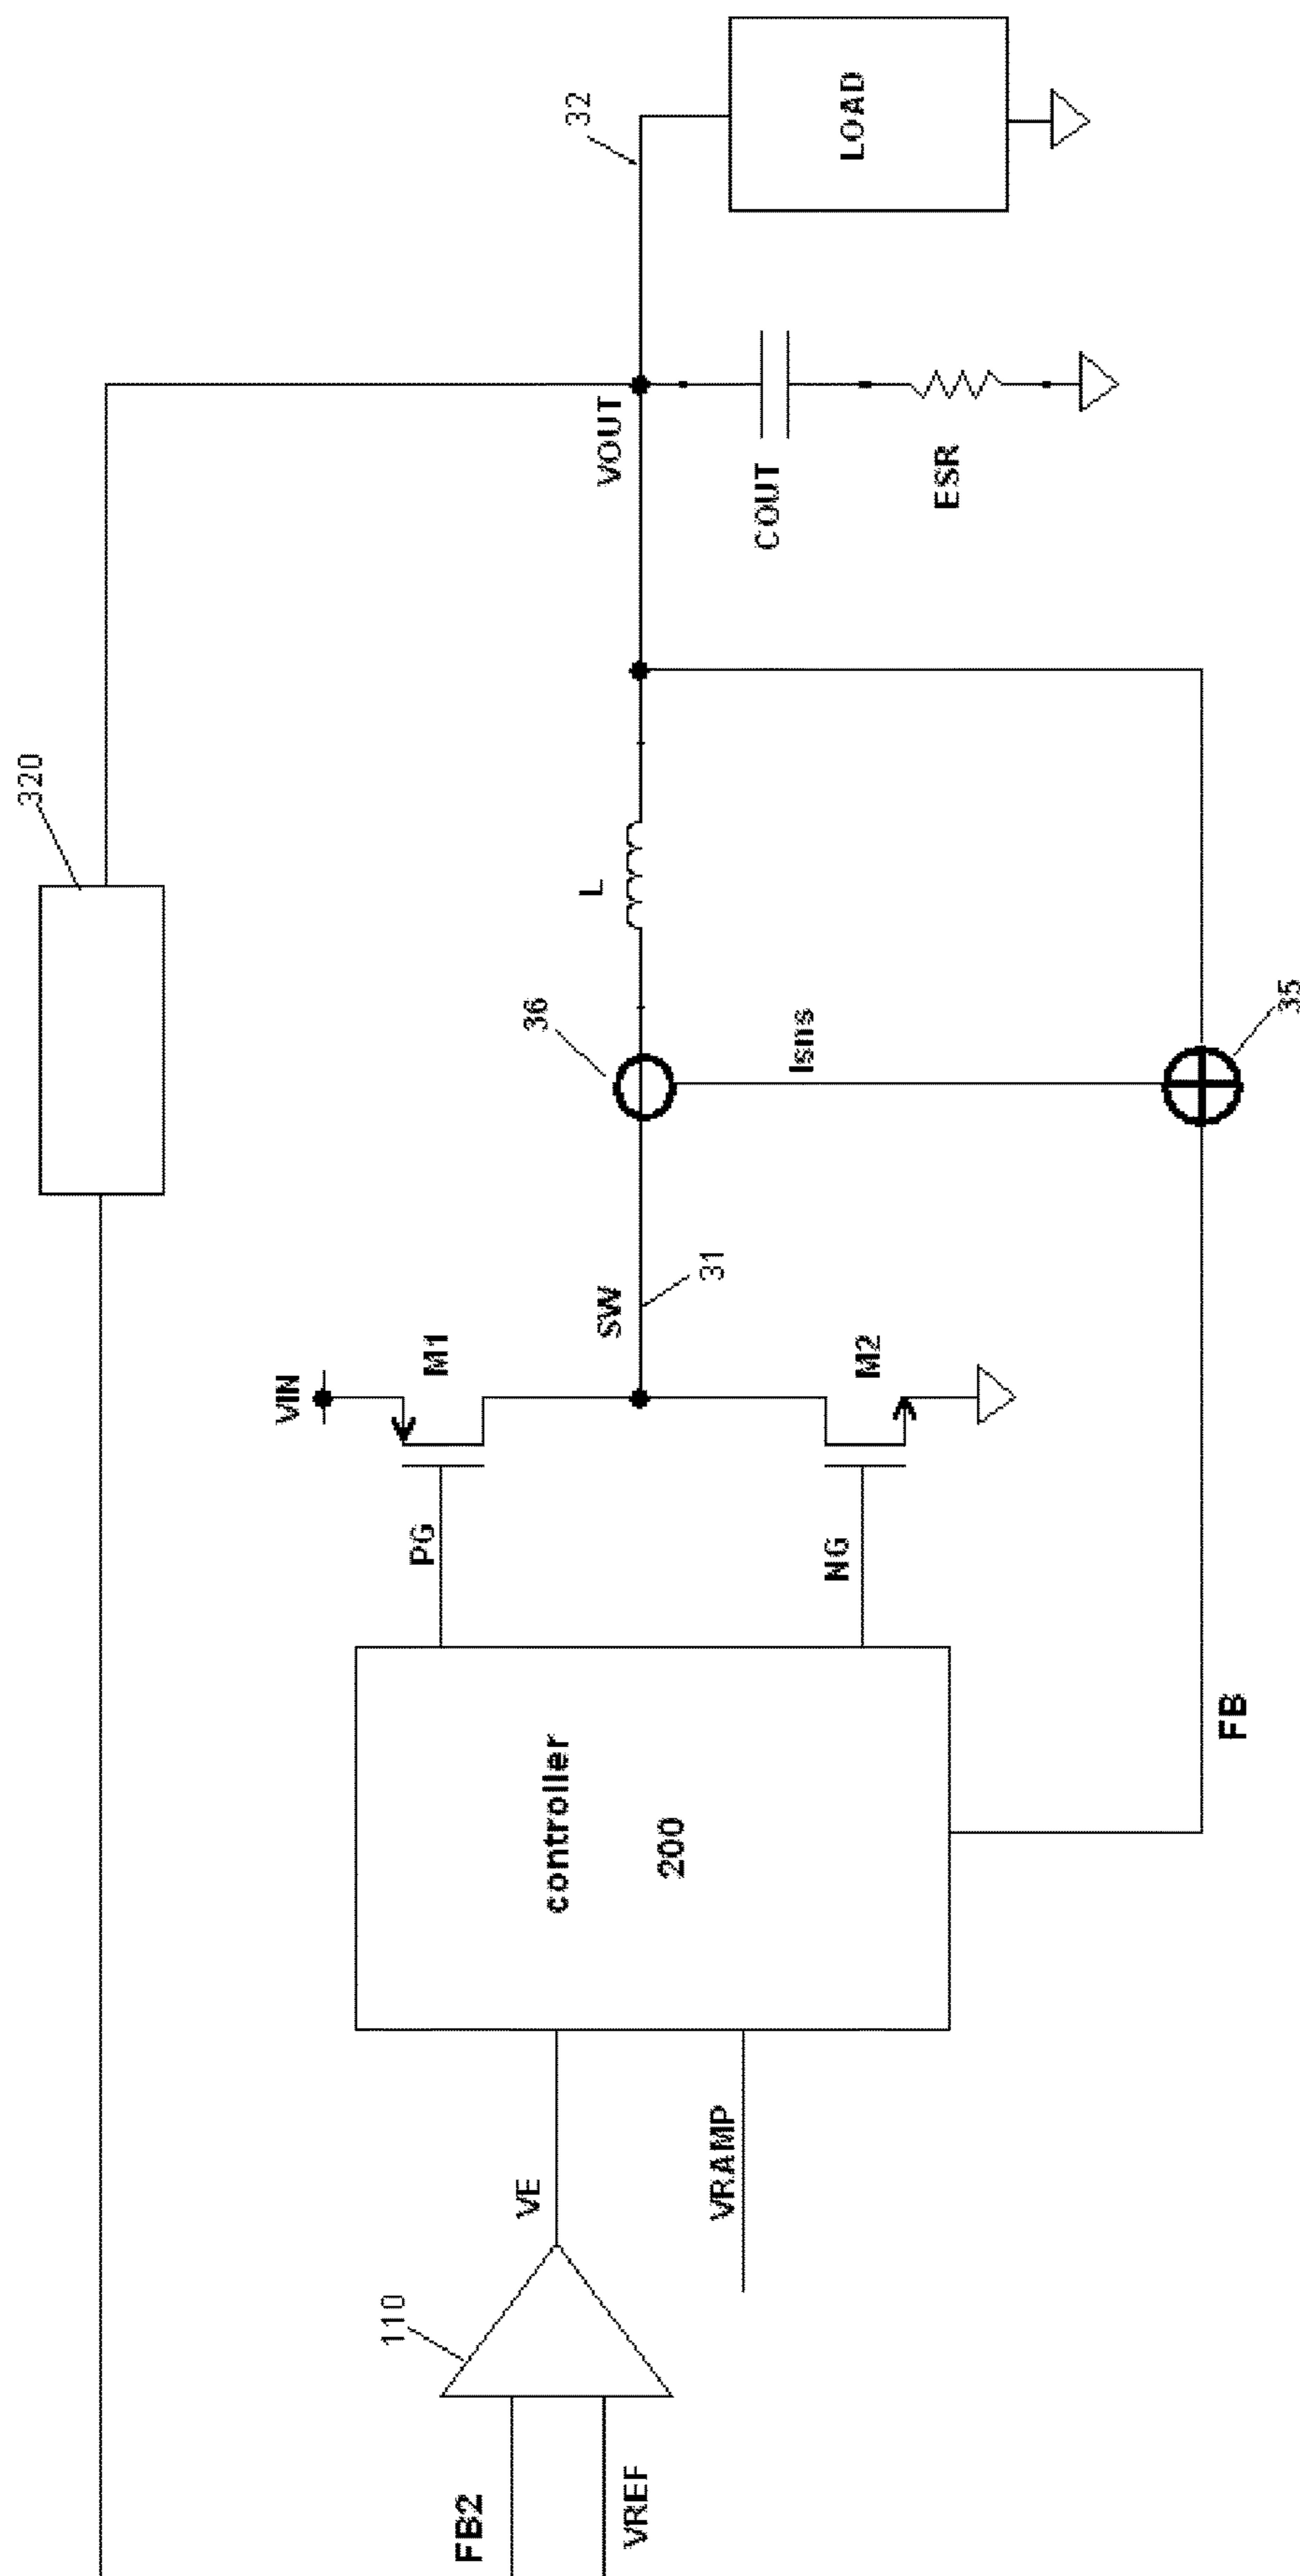 320
32
LOAD
VOUT
COUT
ESR
L
36
Isns
35
SW
31
VIN
M1
M2
PG
NG
controller
200
FB
VE
VRAMP
110
FB2
VREF